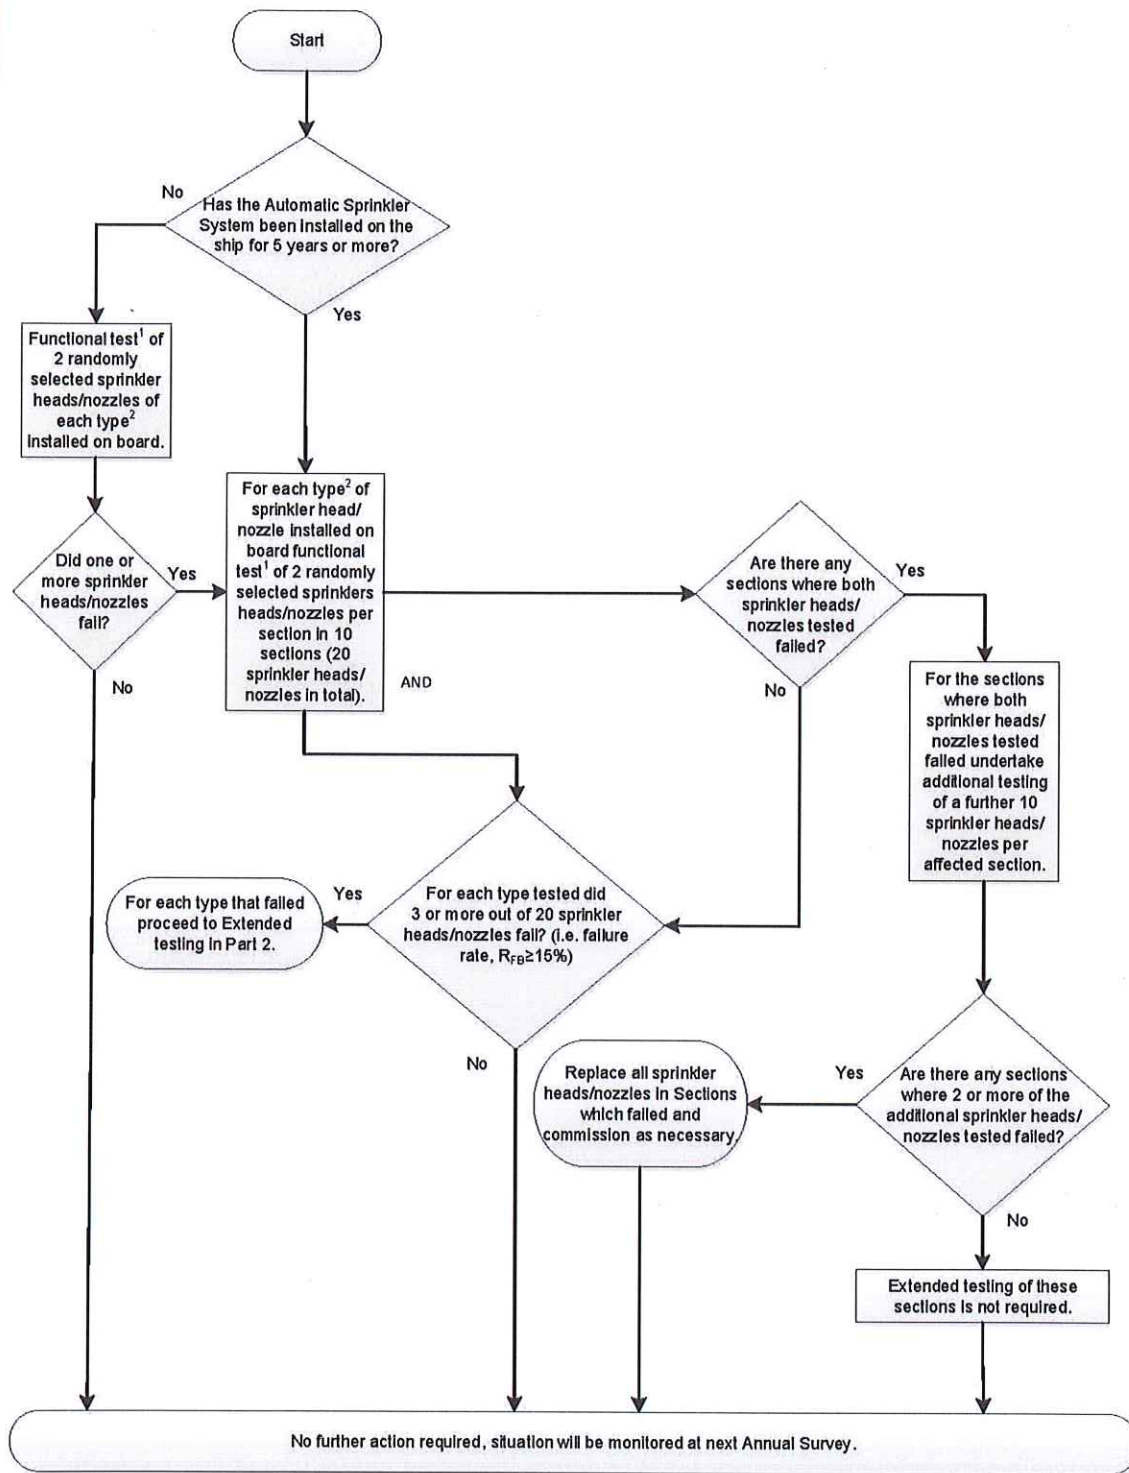 Start
No
Has the Automatic Sprinkler
System been installed on the
ship for 5 years or more?
Yes
Functional test¹ of
2 randomly
selected sprinkler
heads/nozzles of
each type²
installed on board.
Did one or
more sprinkler
heads/nozzles
fail?
Yes
No
For each type² of
sprinkler head/
nozzle installed on
board functional
test¹ of 2 randomly
selected sprinklers
heads/nozzles per
section in 10
sections (20
sprinkler heads/
nozzles in total).
AND
Are there any
sections where both
sprinkler heads/
nozzles tested
failed?
Yes
No
For the sections
where both
sprinkler heads/
nozzles tested
failed undertake
additional testing
of a further 10
sprinkler heads/
nozzles per
affected section.
For each type that failed
proceed to Extended
testing in Part 2.
Yes
For each type tested did
3 or more out of 20 sprinkler
heads/nozzles fail? (i.e. failure
rate, R_FB≥15%)
No
Replace all sprinkler
heads/nozzles in Sections
which failed and
commission as necessary.
Yes
Are there any sections
where 2 or more of the
additional sprinkler heads/
nozzles tested failed?
No
Extended testing of these
sections is not required.
No further action required, situation will be monitored at next Annual Survey.